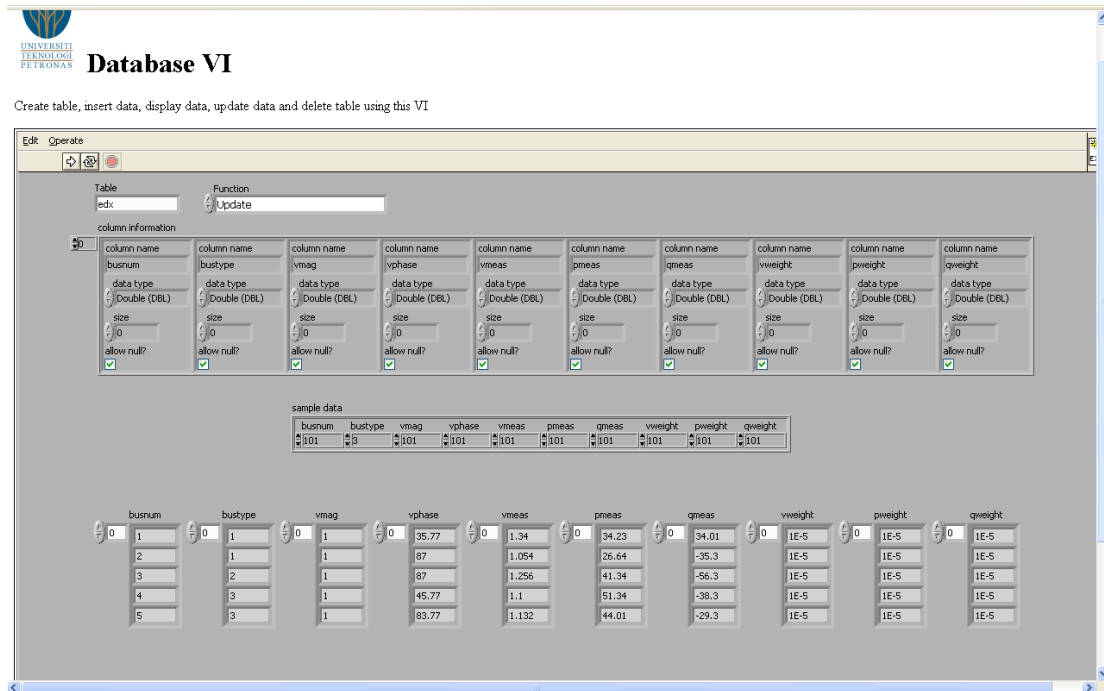 UNIVERSITI
TEKNOLOGI
PETRONAS
Database VI
Create table, insert data, display data, update data and delete table using this VI
Edit Operate
Table Function
edx Update
column information
0
column name column name column name column name column name column name column name column name column name column name
busnum bustype vmag vphase vmeas pmeas qmeas vweight pweight qweight
data type data type data type data type data type data type data type data type data type data type
Double (DBL) Double (DBL) Double (DBL) Double (DBL) Double (DBL) Double (DBL) Double (DBL) Double (DBL) Double (DBL) Double (DBL)
size size size size size size size size size size
0 0 0 0 0 0 0 0 0 0
allow null? allow null? allow null? allow null? allow null? allow null? allow null? allow null? allow null? allow null?
sample data
busnum bustype vmag vphase vmeas pmeas qmeas vweight pweight qweight
101 3 101 101 101 101 101 101 101 101
busnum bustype vmag vphase vmeas pmeas qmeas vweight pweight qweight
0 1 0 1 0 1 0 35.77 0 1.34 0 34.23 0 34.01 0 1E-5 0 1E-5 0 1E-5
2 1 1 87 1.054 26.64 -35.3 1E-5 1E-5 1E-5
3 2 1 87 1.256 41.34 -56.3 1E-5 1E-5 1E-5
4 3 1 45.77 1.1 51.34 -38.3 1E-5 1E-5 1E-5
5 3 1 83.77 1.132 44.01 -29.3 1E-5 1E-5 1E-5